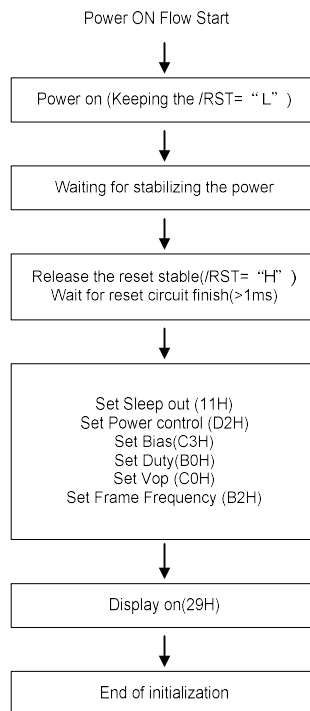 Power ON Flow Start
Power on (Keeping the /RST= “L” )
Waiting for stabilizing the power
Release the reset stable(/RST= “H” )
Wait for reset circuit finish(>1ms)
Set Sleep out (11H)
Set Power control (D2H)
Set Bias(C3H)
Set Duty(B0H)
Set Vop (C0H)
Set Frame Frequency (B2H)
Display on(29H)
End of initialization